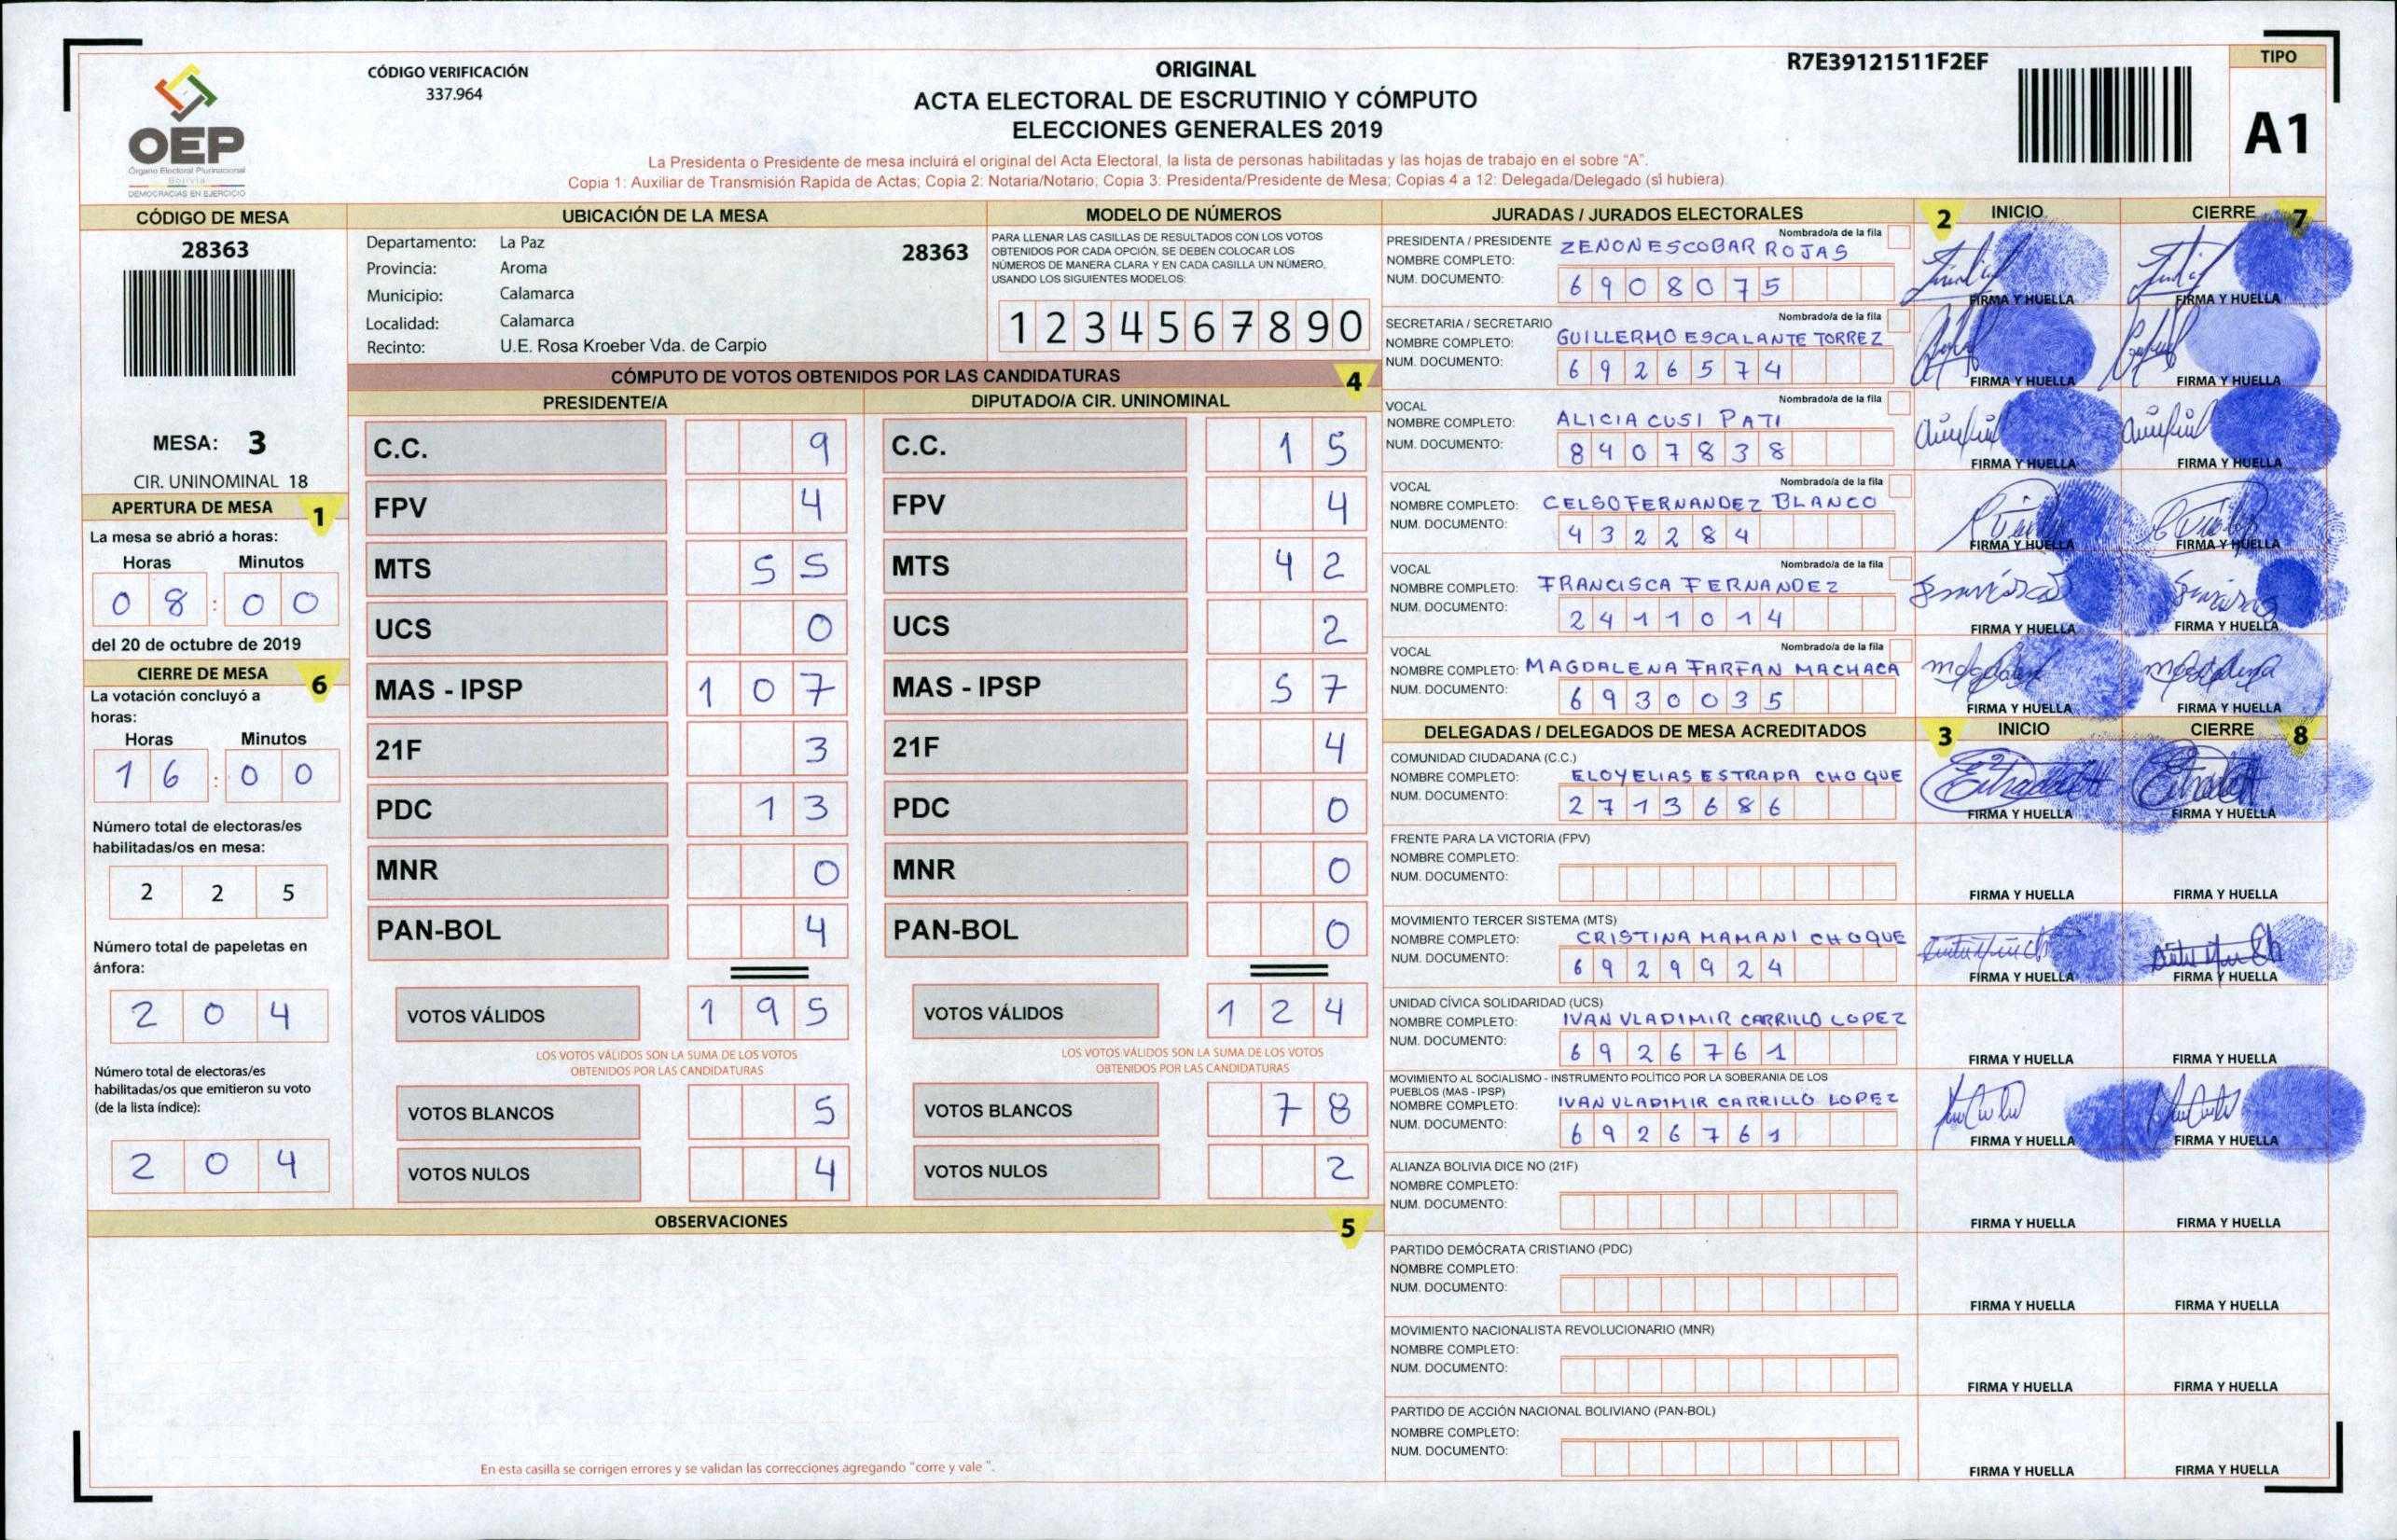 CÓDIGO VERIFICACIÓN
337.964
OEP
Órgano Electoral Plurinacional
Bolivia
DEMOCRACIAS EN EJERCICIO
ORIGINAL
ACTA ELECTORAL DE ESCRUTINIO Y CÓMPUTO
ELECCIONES GENERALES 2019
La Presidenta o Presidente de mesa incluirá el original del Acta Electoral, la lista de personas habilitadas y las hojas de trabajo en el sobre “A”.
Copia 1: Auxiliar de Transmisión Rapida de Actas; Copia 2: Notaria/Notario; Copia 3: Presidenta/Presidente de Mesa; Copias 4 a 12: Delegada/Delegado (si hubiera)
R7E39121511F2EF
TIPO
A1
CÓDIGO DE MESA
28363
MESA: 3
CIR. UNINOMINAL 18
APERTURA DE MESA 1
La mesa se abrió a horas:
Horas Minutos
08:00
del 20 de octubre de 2019
CIERRE DE MESA 6
La votación concluyó a
horas:
Horas Minutos
16:00
Número total de electoras/es
habilitadas/os en mesa:
225
Número total de papeletas en
ánfora:
204
Número total de electoras/es
habilitadas/os que emitieron su voto
(de la lista índice):
204
UBICACIÓN DE LA MESA
Departamento: La Paz 28363
Provincia: Aroma
Municipio: Calamarca
Localidad: Calamarca
Recinto: U.E. Rosa Kroeber Vda. de Carpio
MODELO DE NÚMEROS
PARA LLENAR LAS CASILLAS DE RESULTADOS CON LOS VOTOS
OBTENIDOS POR CADA OPCIÓN, SE DEBEN COLOCAR LOS
NÚMEROS DE MANERA CLARA Y EN CADA CASILLA UN NÚMERO,
USANDO LOS SIGUIENTES MODELOS:
1234567890
CÓMPUTO DE VOTOS OBTENIDOS POR LAS CANDIDATURAS 4
PRESIDENTE/A
C.C. 9
FPV 4
MTS 55
UCS 0
MAS - IPSP 107
21F 3
PDC 13
MNR 0
PAN-BOL 4
VOTOS VÁLIDOS 195
LOS VOTOS VÁLIDOS SON LA SUMA DE LOS VOTOS
OBTENIDOS POR LAS CANDIDATURAS
VOTOS BLANCOS 5
VOTOS NULOS 4
DIPUTADO/A CIR. UNINOMINAL
C.C. 15
FPV 4
MTS 42
UCS 2
MAS - IPSP 57
21F 4
PDC 0
MNR 0
PAN-BOL 0
VOTOS VÁLIDOS 124
LOS VOTOS VÁLIDOS SON LA SUMA DE LOS VOTOS
OBTENIDOS POR LAS CANDIDATURAS
VOTOS BLANCOS 78
VOTOS NULOS 2
OBSERVACIONES 5
En esta casilla se corrigen errores y se validan las correcciones agregando “corre y vale ”.
JURADAS / JURADOS ELECTORALES 2 INICIO CIERRE 7
Nombrado/a de la fila
PRESIDENTA / PRESIDENTE
NOMBRE COMPLETO: ZENON ESCOBAR ROJAS
NUM. DOCUMENTO: 6908075
FIRMA Y HUELLA FIRMA Y HUELLA
Nombrado/a de la fila
SECRETARIA / SECRETARIO
NOMBRE COMPLETO: GUILLERMO ESCALANTE TORREZ
NUM. DOCUMENTO: 6926574
FIRMA Y HUELLA FIRMA Y HUELLA
Nombrado/a de la fila
VOCAL
NOMBRE COMPLETO: ALICIA CUSI PATI
NUM. DOCUMENTO: 8407838
FIRMA Y HUELLA FIRMA Y HUELLA
Nombrado/a de la fila
VOCAL
NOMBRE COMPLETO: CELSO FERNANDEZ BLANCO
NUM. DOCUMENTO: 432284
FIRMA Y HUELLA FIRMA Y HUELLA
Nombrado/a de la fila
VOCAL
NOMBRE COMPLETO: FRANCISCA FERNANDEZ
NUM. DOCUMENTO: 2411014
FIRMA Y HUELLA FIRMA Y HUELLA
Nombrado/a de la fila
VOCAL
NOMBRE COMPLETO: MAGDALENA FARFAN MACHACA
NUM. DOCUMENTO: 6930035
FIRMA Y HUELLA FIRMA Y HUELLA
DELEGADAS / DELEGADOS DE MESA ACREDITADOS 3 INICIO CIERRE 8
COMUNIDAD CIUDADANA (C.C.)
NOMBRE COMPLETO: ELOY ELIAS ESTRADA CHOQUE
NUM. DOCUMENTO: 2713686
FIRMA Y HUELLA FIRMA Y HUELLA
FRENTE PARA LA VICTORIA (FPV)
NOMBRE COMPLETO:
NUM. DOCUMENTO:
FIRMA Y HUELLA FIRMA Y HUELLA
MOVIMIENTO TERCER SISTEMA (MTS)
NOMBRE COMPLETO: CRISTINA MAMANI CHOQUE
NUM. DOCUMENTO: 6929924
FIRMA Y HUELLA FIRMA Y HUELLA
UNIDAD CÍVICA SOLIDARIDAD (UCS)
NOMBRE COMPLETO: IVAN VLADIMIR CARRILLO LOPEZ
NUM. DOCUMENTO: 6926761
FIRMA Y HUELLA FIRMA Y HUELLA
MOVIMIENTO AL SOCIALISMO - INSTRUMENTO POLÍTICO POR LA SOBERANIA DE LOS
PUEBLOS (MAS - IPSP)
NOMBRE COMPLETO: IVAN VLADIMIR CARRILLO LOPEZ
NUM. DOCUMENTO: 6926761
FIRMA Y HUELLA FIRMA Y HUELLA
ALIANZA BOLIVIA DICE NO (21F)
NOMBRE COMPLETO:
NUM. DOCUMENTO:
FIRMA Y HUELLA FIRMA Y HUELLA
PARTIDO DEMÓCRATA CRISTIANO (PDC)
NOMBRE COMPLETO:
NUM. DOCUMENTO:
FIRMA Y HUELLA FIRMA Y HUELLA
MOVIMIENTO NACIONALISTA REVOLUCIONARIO (MNR)
NOMBRE COMPLETO:
NUM. DOCUMENTO:
FIRMA Y HUELLA FIRMA Y HUELLA
PARTIDO DE ACCIÓN NACIONAL BOLIVIANO (PAN-BOL)
NOMBRE COMPLETO:
NUM. DOCUMENTO:
FIRMA Y HUELLA FIRMA Y HUELLA